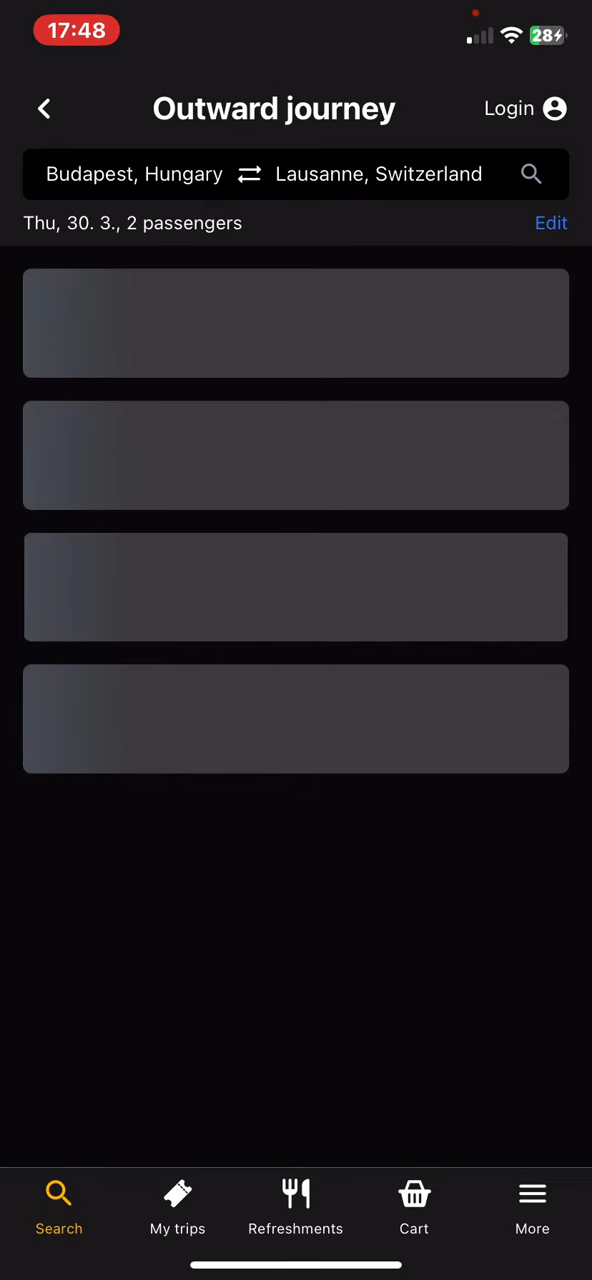 17:48
28
Outward journey
Login
Budapest, Hungary Lausanne, Switzerland
Thu, 30. 3., 2 passengers
Edit
Search
My trips
Refreshments
Cart
More